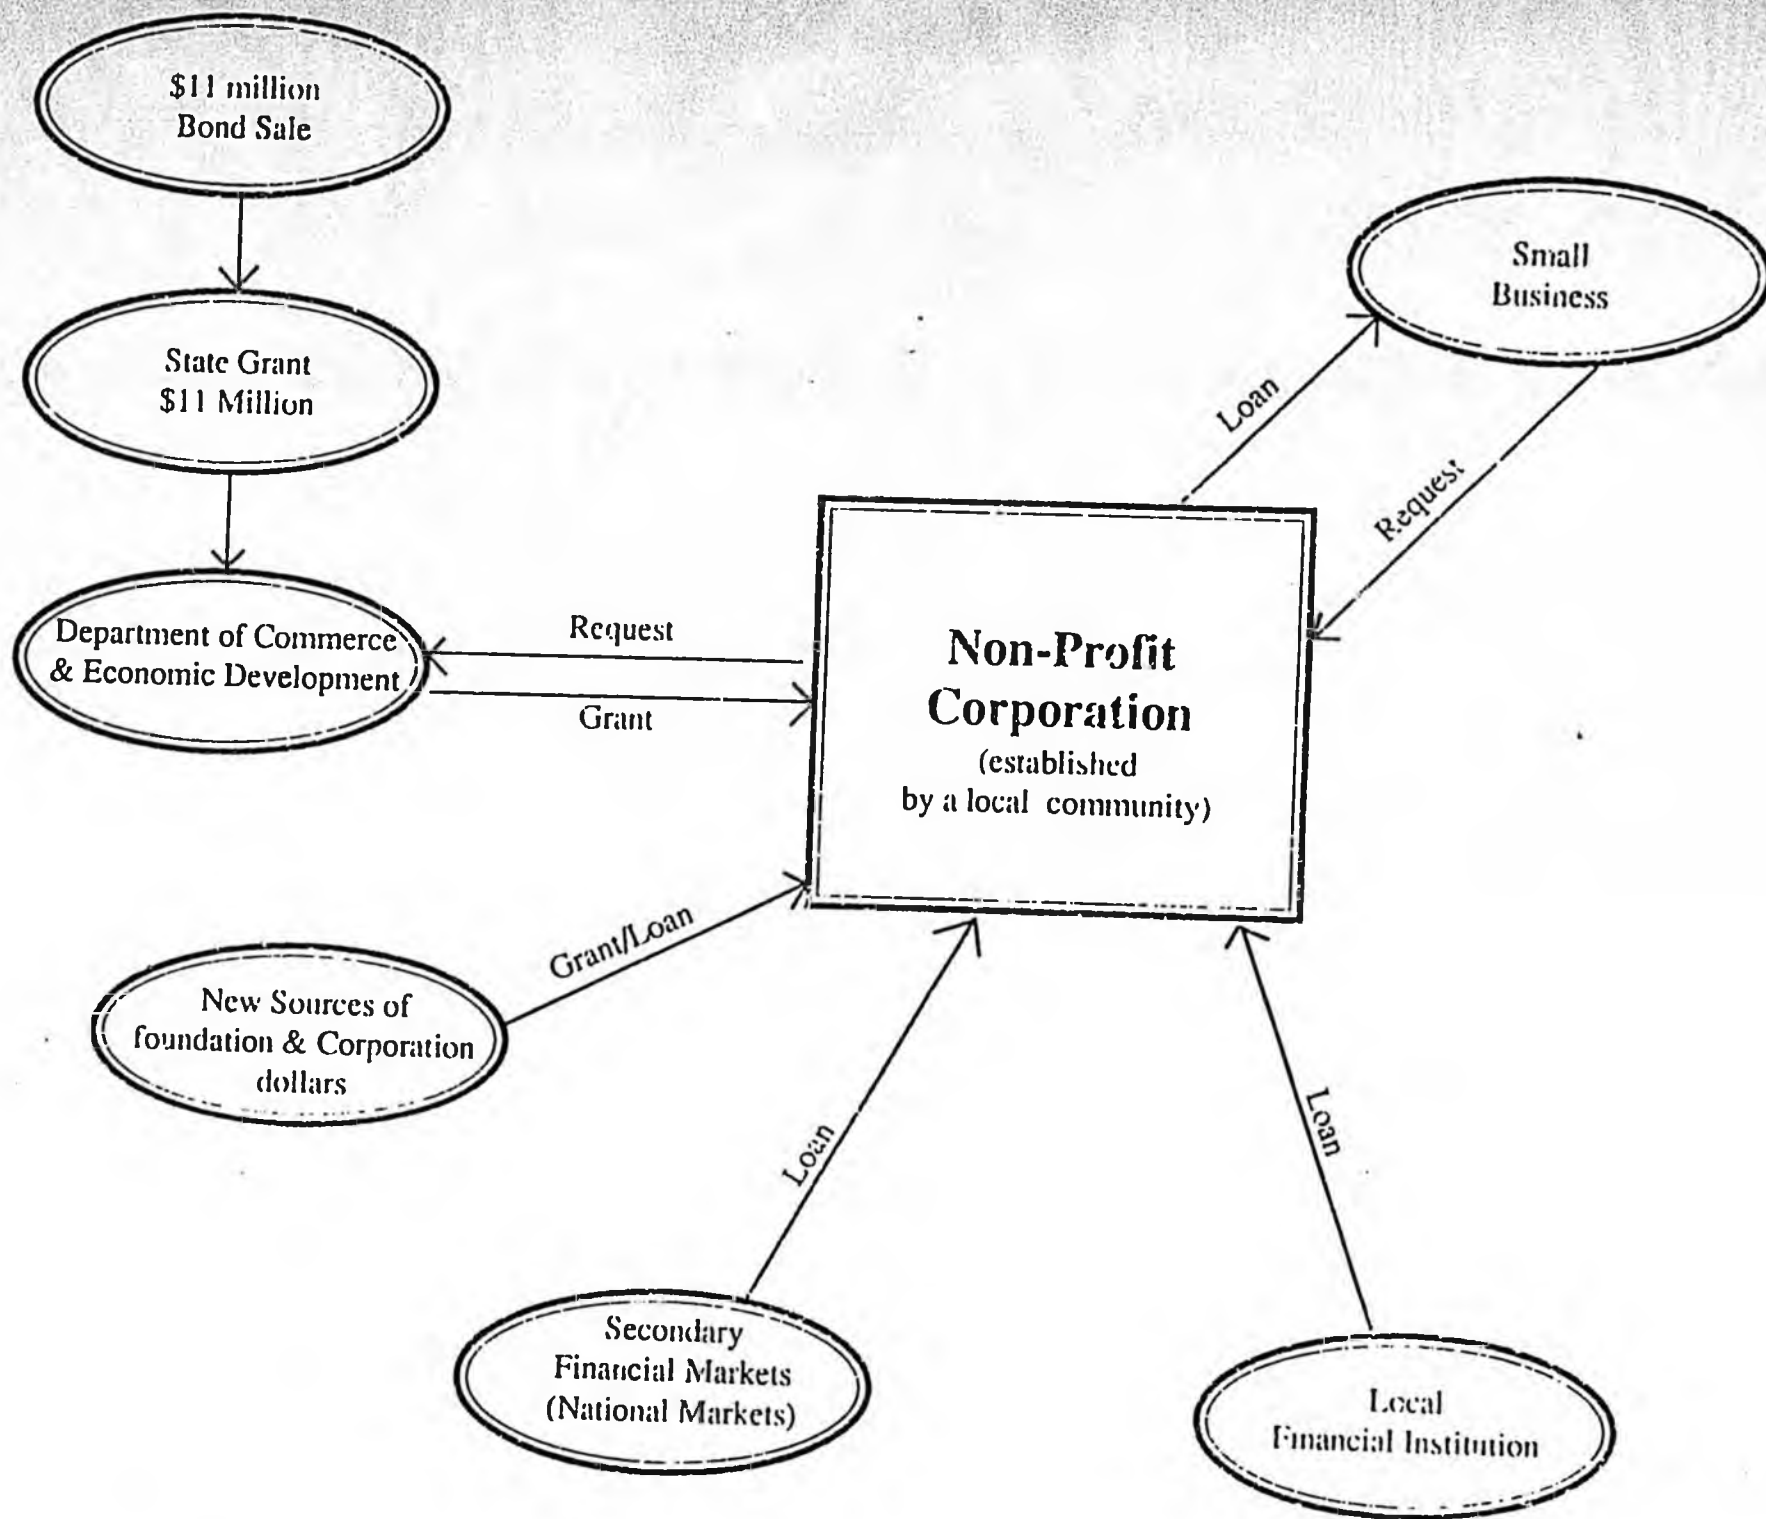 $11 million
Bond Sale
State Grant
$11 Million
Department of Commerce
& Economic Development
Request
Grant
Small
Business
Loan
Request
Non-Profit
Corporation
(established
by a local community)
Grant/Loan
New Sources of
foundation & Corporation
dollars
Loan
Loan
Secondary
Financial Markets
(National Markets)
Local
Financial Institution